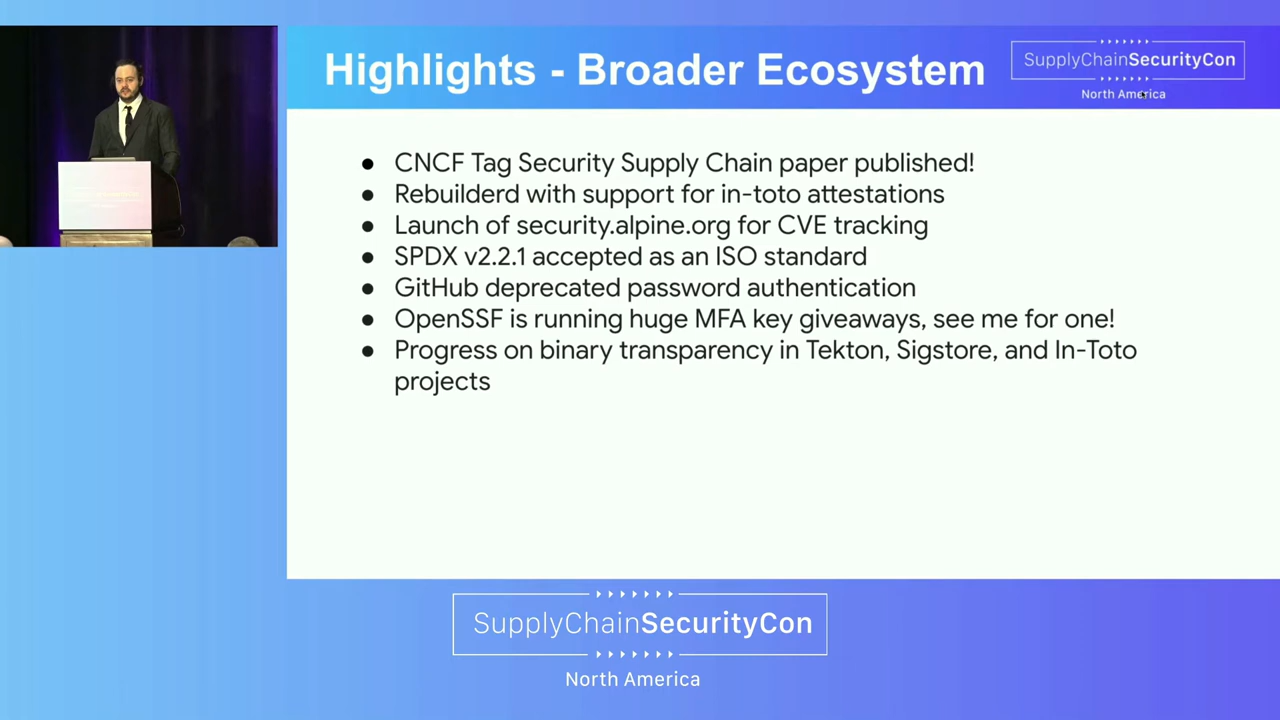 Highlights - Broader Ecosystem
SupplyChainSecurityCon
North America
● CNCF Tag Security Supply Chain paper published!
● Rebuilderd with support for in-toto attestations
● Launch of security.alpine.org for CVE tracking
● SPDX v2.2.1 accepted as an ISO standard
● GitHub deprecated password authentication
● OpenSSF is running huge MFA key giveaways, see me for one!
● Progress on binary transparency in Tekton, Sigstore, and In-Toto
projects
SupplyChainSecurityCon
North America